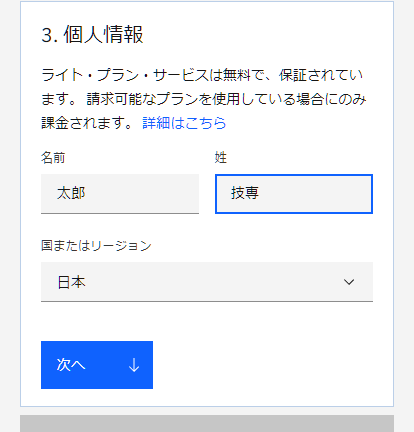 3. 個人情報
ライト・プラン・サービスは無料で、保証されてい
ます。 請求可能なプランを使用している場合にのみ
課金されます。 詳細はこちら
名前
姓
太郎
技専
国またはリージョン
日本
次へ